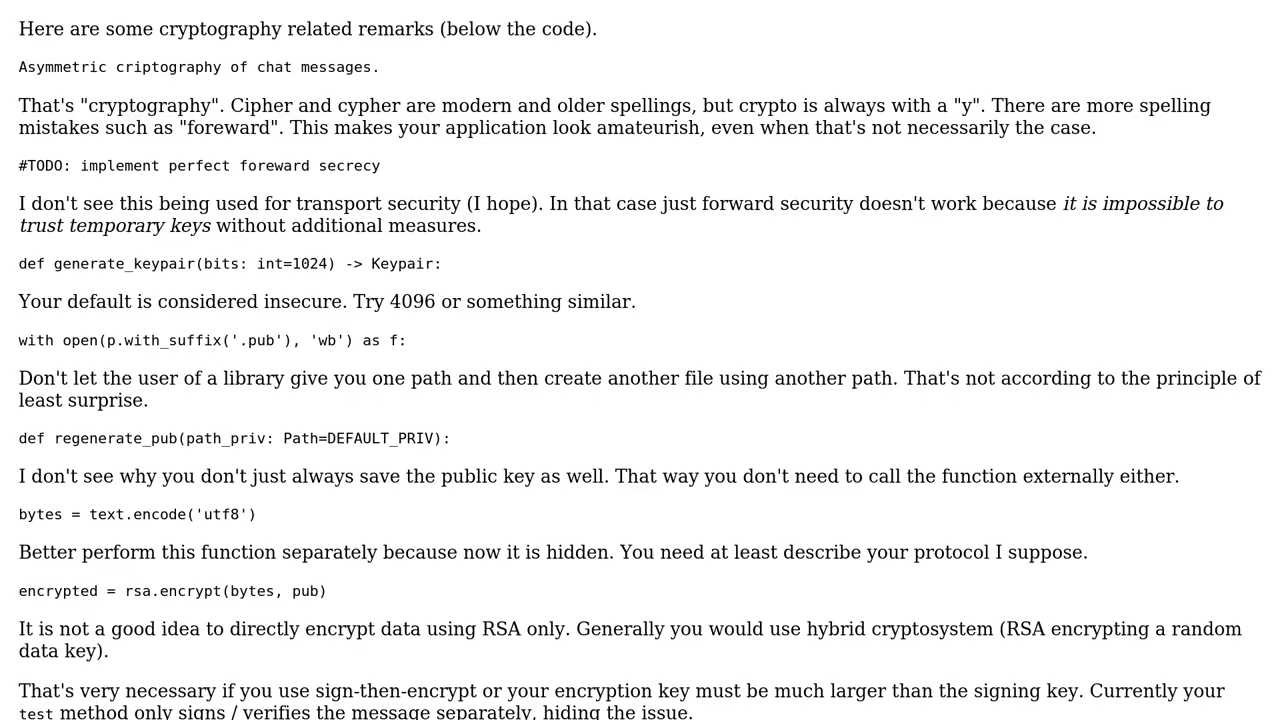 Here are some cryptography related remarks (below the code).
Asymmetric criptography of chat messages.
That's "cryptography". Cipher and cypher are modern and older spellings, but crypto is always with a "y". There are more spelling
mistakes such as "foreward". This makes your application look amateurish, even when that's not necessarily the case.
#TODO: implement perfect foreward secrecy
I don't see this being used for transport security (I hope). In that case just forward security doesn't work because it is impossible to
trust temporary keys without additional measures.
def generate_keypair(bits: int=1024) -> Keypair:
Your default is considered insecure. Try 4096 or something similar.
with open(p.with_suffix('.pub'), 'wb') as f:
Don't let the user of a library give you one path and then create another file using another path. That's not according to the principle of
least surprise.
def regenerate_pub(path_priv: Path=DEFAULT_PRIV):
I don't see why you don't just always save the public key as well. That way you don't need to call the function externally either.
bytes = text.encode('utf8')
Better perform this function separately because now it is hidden. You need at least describe your protocol I suppose.
encrypted = rsa.encrypt(bytes, pub)
It is not a good idea to directly encrypt data using RSA only. Generally you would use hybrid cryptosystem (RSA encrypting a random
data key).
That's very necessary if you use sign-then-encrypt or your encryption key must be much larger than the signing key. Currently your
test method only signs / verifies the message separately, hiding the issue.